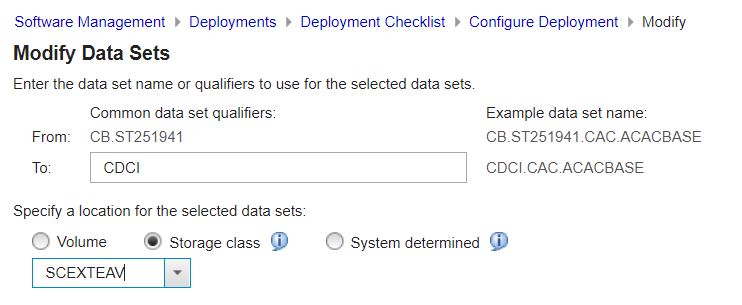 Software Management ▸ Deployments ▸ Deployment Checklist ▸ Configure Deployment ▸ Modify
Modify Data Sets
Enter the data set name or qualifiers to use for the selected data sets.
Common data set qualifiers: Example data set name:
From: CB.ST251941 CB.ST251941.CAC.ACACBASE
To: CDCI CDCI.CAC.ACACBASE
Specify a location for the selected data sets:
Volume Storage class System determined
SCEXTEAV